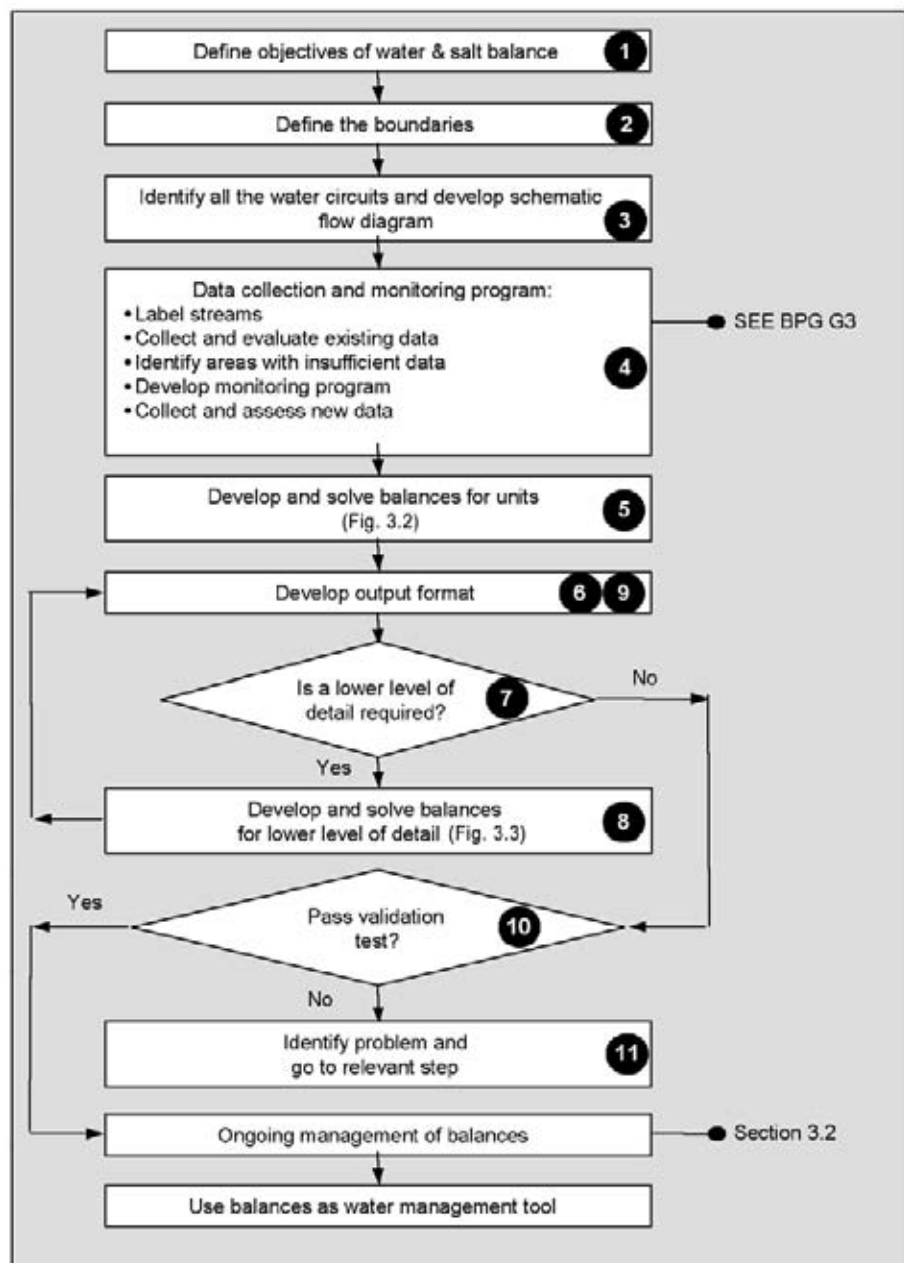 Define objectives of water & salt balance 1
Define the boundaries 2
Identify all the water circuits and develop schematic
flow diagram 3
Data collection and monitoring program:
• Label streams
• Collect and evaluate existing data
• Identify areas with insufficient data
• Develop monitoring program
• Collect and assess new data
4
SEE BPG G3
Develop and solve balances for units
(Fig. 3.2) 5
Develop output format 6 9
Is a lower level of
detail required? 7
No
Yes
Develop and solve balances
for lower level of detail (Fig. 3.3) 8
Yes
Pass validation
test? 10
No
Identify problem and
go to relevant step 11
Ongoing management of balances
Section 3.2
Use balances as water management tool